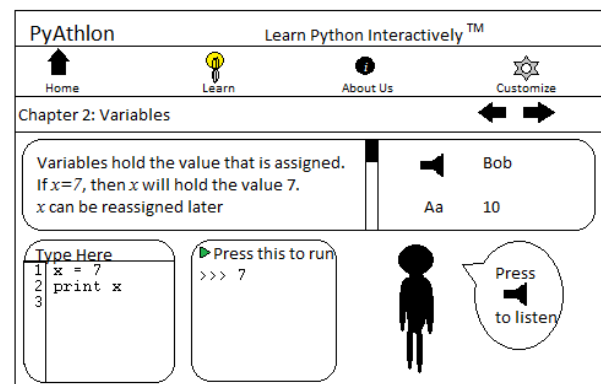 PyAthlon
Learn Python Interactively TM
Home
Learn
About Us
Customize
Chapter 2: Variables
Variables hold the value that is assigned.
If x=7, then x will hold the value 7.
x can be reassigned later
Bob
Aa 10
Type Here
1 x = 7
2 print x
3
Press this to run
>>> 7
Press
to listen